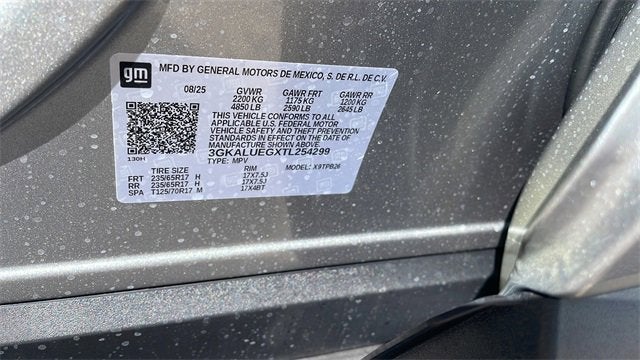 gm
MFD BY GENERAL MOTORS DE MEXICO, S. DE R.L. DE C.V.
08/25 GVWR GAWR FRT GAWR RR
2200 KG 1175 KG 1200 KG
4850 LB 2590 LB 2645 LB
THIS VEHICLE CONFORMS TO ALL
APPLICABLE U.S. FEDERAL MOTOR
VEHICLE SAFETY AND THEFT PREVENTION
STANDARDS IN EFFECT ON THE DATE OF
MANUFACTURE SHOWN ABOVE.
130H 3GKALUEGXTL254299
TYPE: MPV MODEL: X9TPB26
TIRE SIZE RIM
FRT 235/65R17 H 17X7.5J
RR 235/65R17 H 17X7.5J
SPA T125/70R17 M 17X4BT